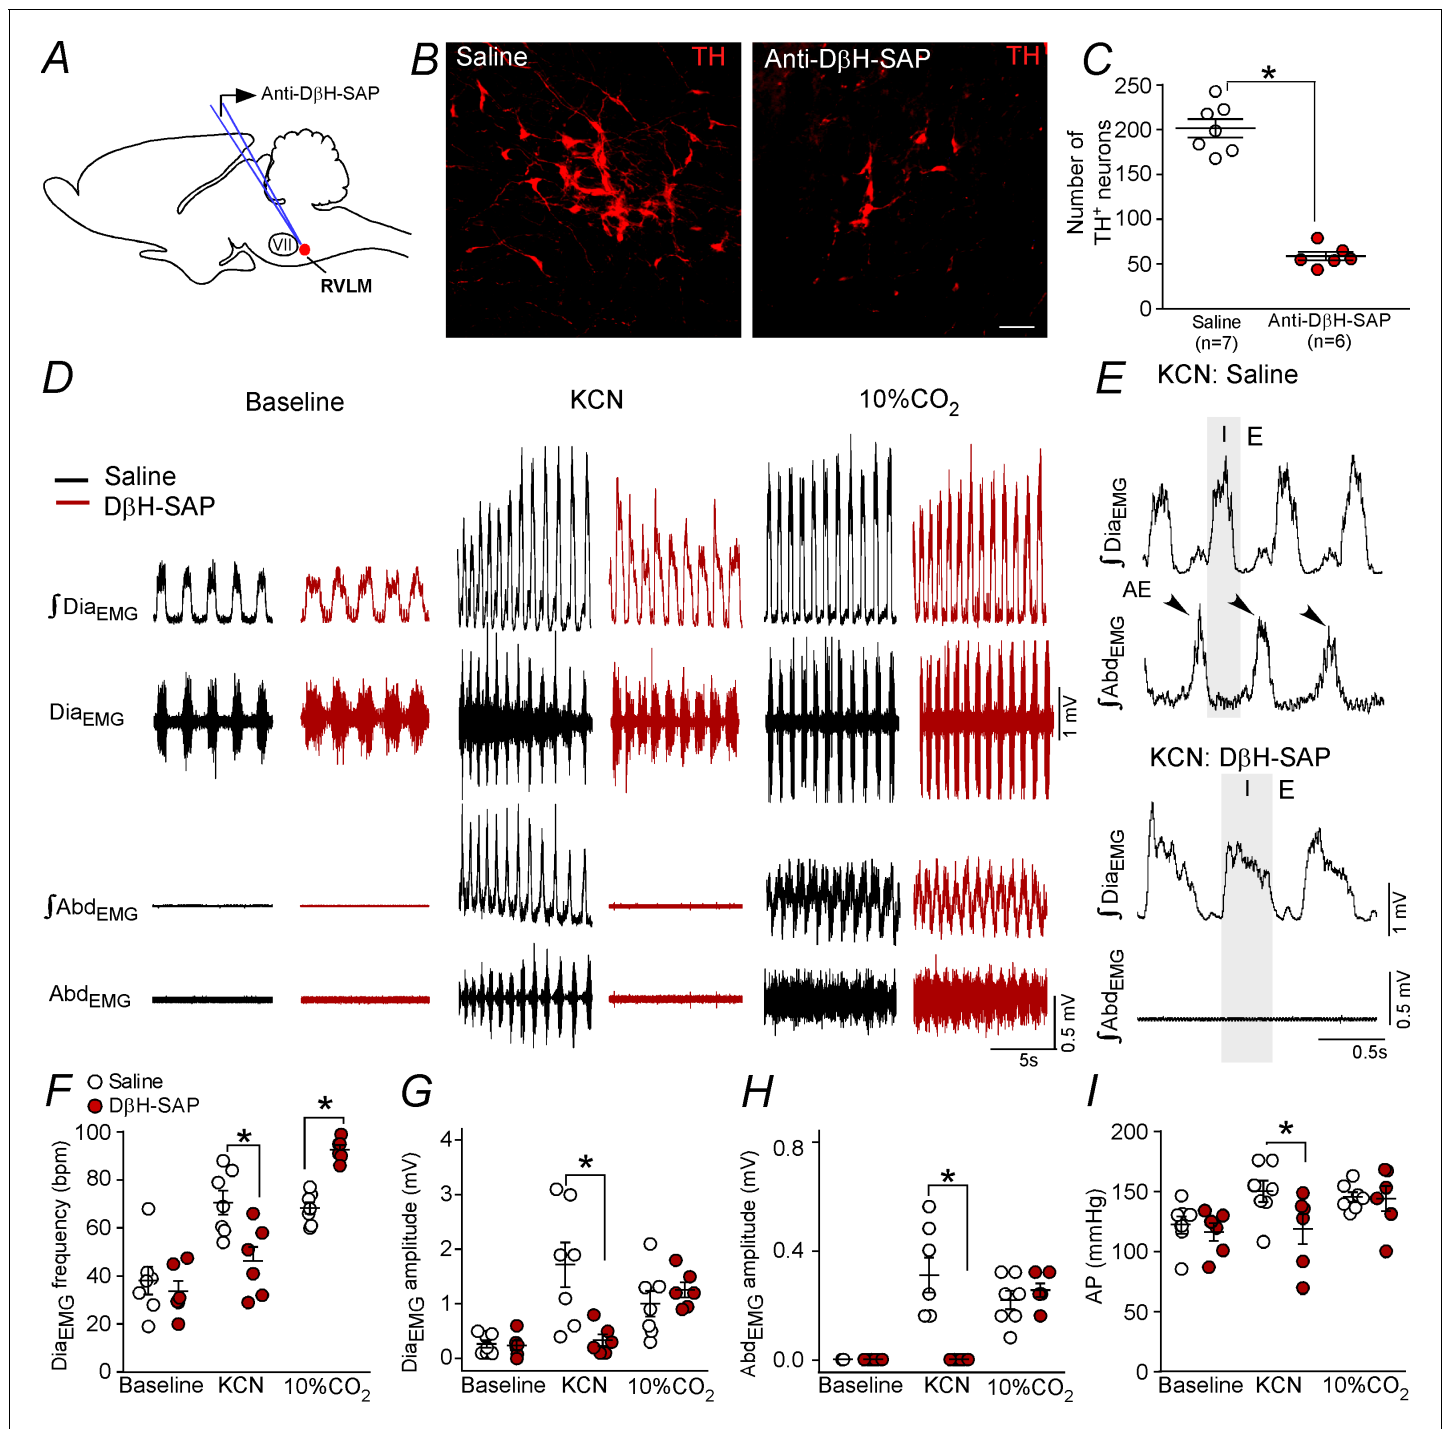 A
Anti-DβH-SAP
VII
RVLM
B
Saline
TH
Anti-DβH-SAP
TH
C
*
Number of
TH+ neurons
250
200
150
100
50
0
Saline
(n=7)
Anti-DβH-SAP
(n=6)
D
Baseline
KCN
10%CO2
Saline
DβH-SAP
∫DiaEMG
DiaEMG
1 mV
∫AbdEMG
AbdEMG
0.5 mV
5s
E
KCN: Saline
I
E
∫DiaEMG
AE
∫AbdEMG
KCN: DβH-SAP
I
E
∫DiaEMG
1 mV
∫AbdEMG
0.5 mV
0.5s
F
Saline
DβH-SAP
*
*
DiaEMG frequency (bpm)
100
80
60
40
20
0
Baseline
KCN
10%CO2
G
*
DiaEMG amplitude (mV)
4
3
2
1
0
Baseline
KCN
10%CO2
H
*
AbdEMG amplitude (mV)
0.8
0.4
0.0
Baseline
KCN
10%CO2
I
*
AP (mmHg)
200
150
100
50
0
Baseline
KCN
10%CO2